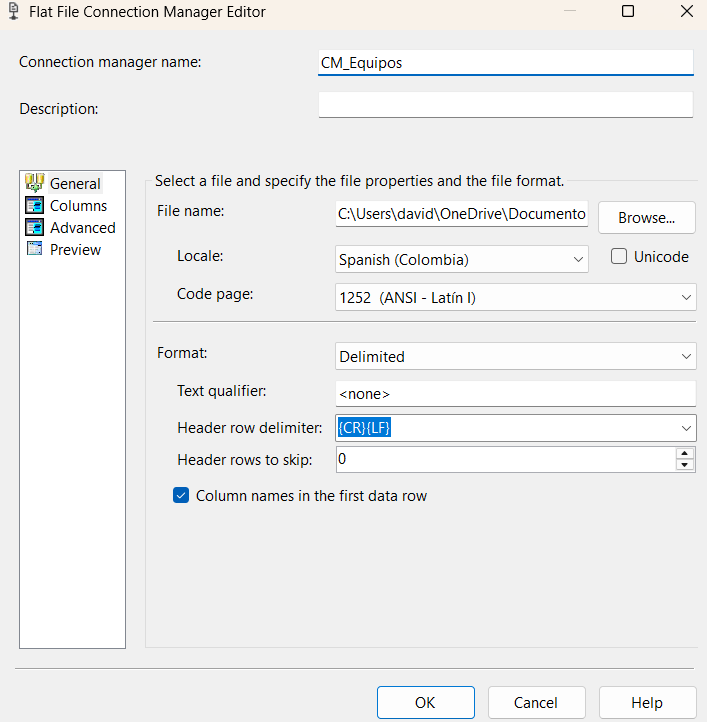 Flat File Connection Manager Editor
Connection manager name: CM_Equipos
Description:
General
Columns
Advanced
Preview
Select a file and specify the file properties and the file format.
File name: C:\Users\david\OneDrive\Documento Browse...
Locale: Spanish (Colombia) Unicode
Code page: 1252 (ANSI - Latín I)
Format: Delimited
Text qualifier: <none>
Header row delimiter: {CR}{LF}
Header rows to skip: 0
Column names in the first data row
OK Cancel Help